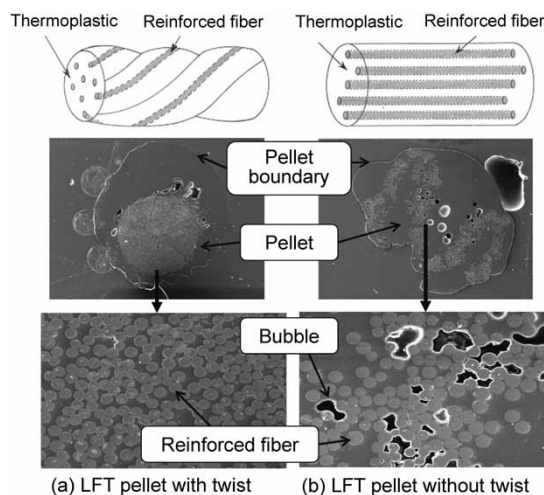 Thermoplastic
Reinforced fiber
Thermoplastic
Reinforced fiber
Pellet
boundary
Pellet
Bubble
Reinforced fiber
(a) LFT pellet with twist
(b) LFT pellet without twist